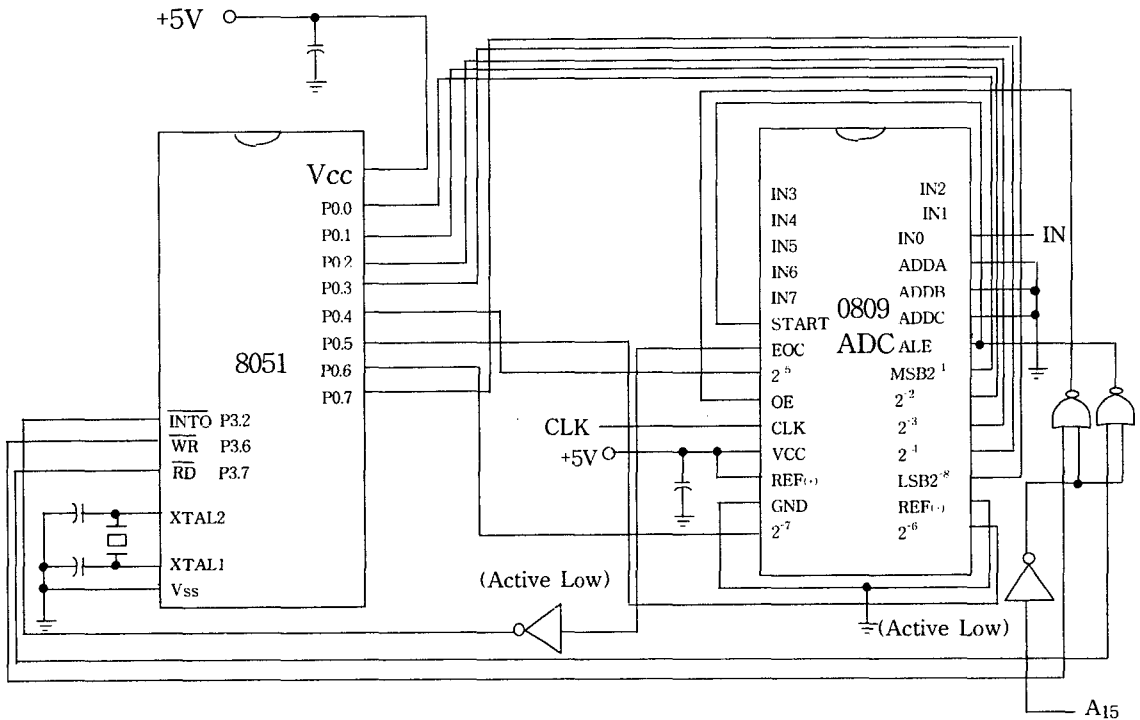 +5V
Vcc
P0.0
P0.1
P0.2
P0.3
P0.4
P0.5
P0.6
P0.7
8051
INTO P3.2
WR P3.6
RD P3.7
XTAL2
XTAL1
Vss
IN3
IN4
IN5
IN6
IN7
START
EOC
2-5
OE
CLK
VCC
REF(+)
GND
2-7
0809
ADC
IN2
IN1
IN0
ADDA
ADDB
ADDC
ALE
MSB2-1
2-2
2-3
2-4
LSB2-8
REF(-)
2-6
IN
CLK
+5V
(Active Low)
(Active Low)
A15